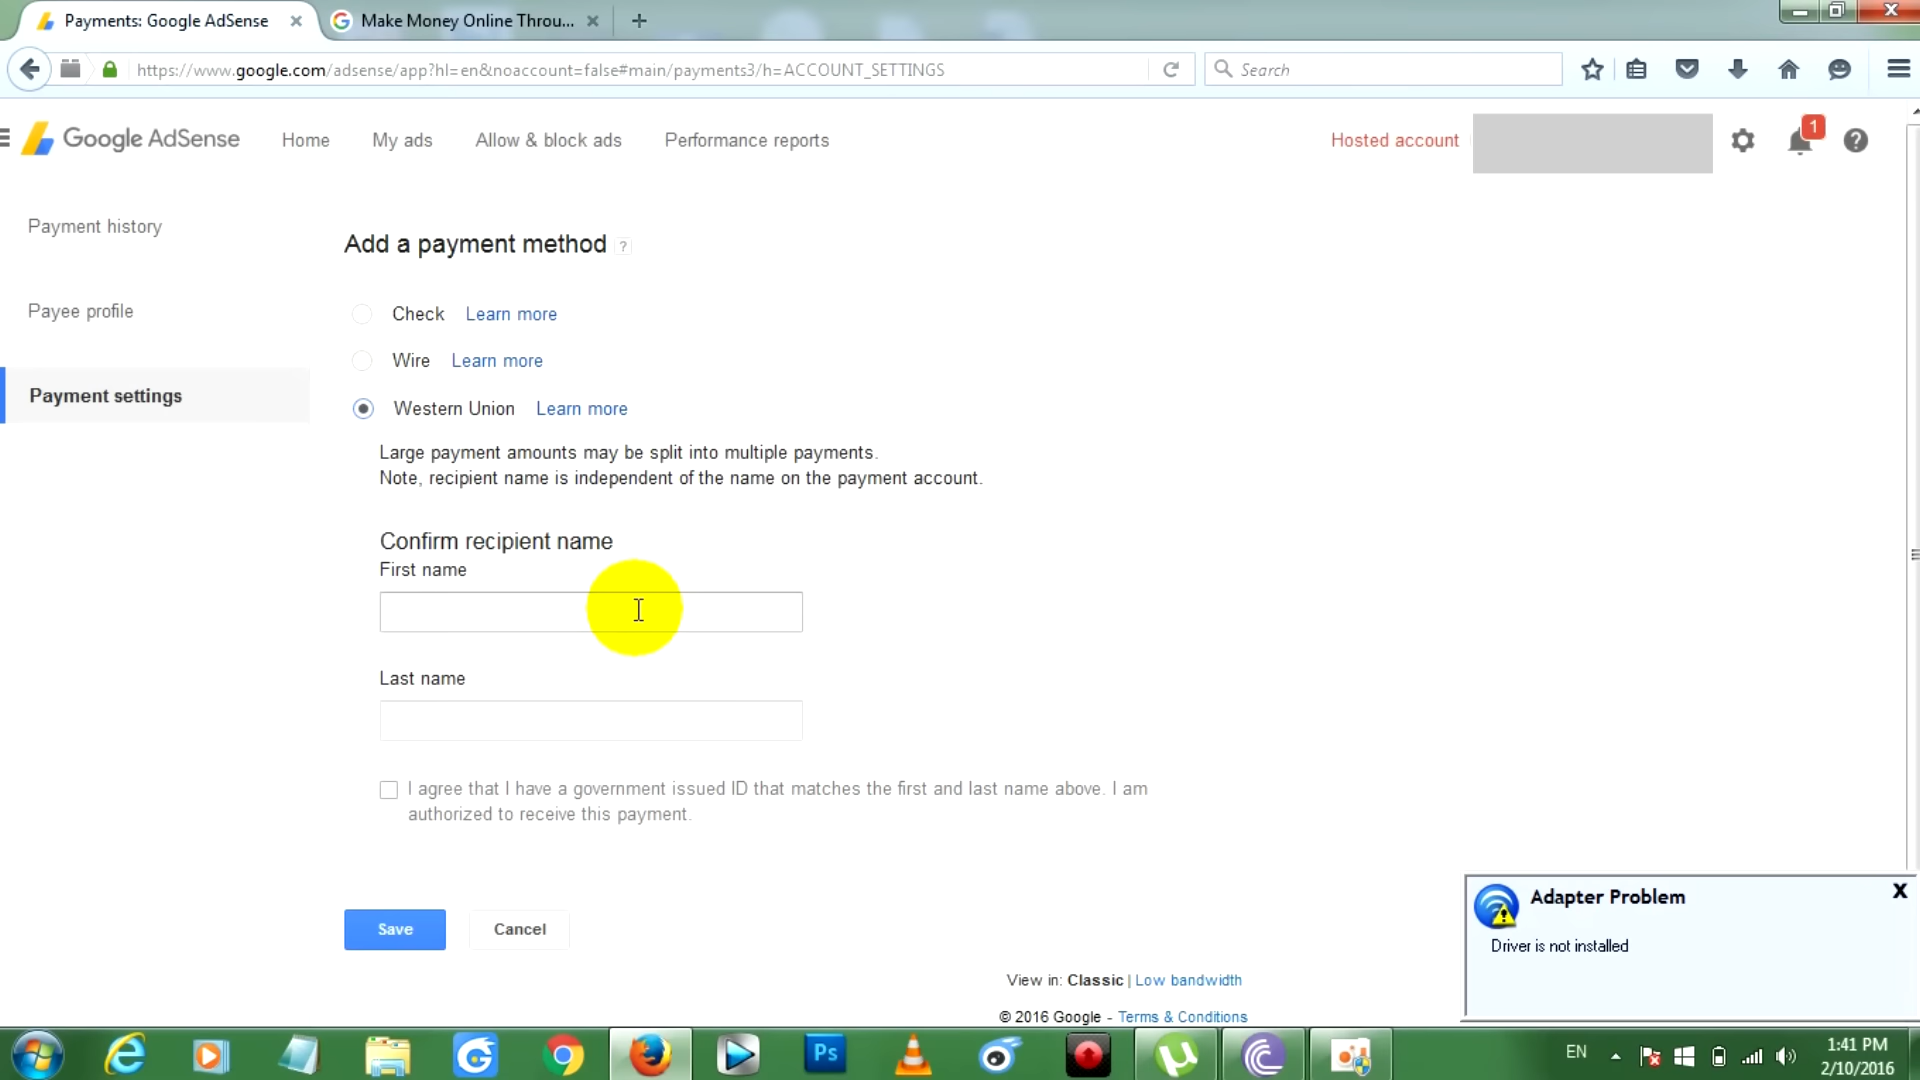 Payments: Google AdSense
Make Money Online Throu...
https://www.google.com/adsense/app?hl=en&noaccount=false#main/payments3/h=ACCOUNT_SETTINGS
Search
Google AdSense
Home
My ads
Allow & block ads
Performance reports
Hosted account
1
?
Payment history
Payee profile
Payment settings
Add a payment method ?
Check Learn more
Wire Learn more
Western Union Learn more
Large payment amounts may be split into multiple payments.
Note, recipient name is independent of the name on the payment account.
Confirm recipient name
First name
Last name
I agree that I have a government issued ID that matches the first and last name above. I am
authorized to receive this payment.
Save
Cancel
Adapter Problem
X
Driver is not installed
View in: Classic | Low bandwidth
© 2016 Google - Terms & Conditions
Ps
EN
1:41 PM
2/10/2016